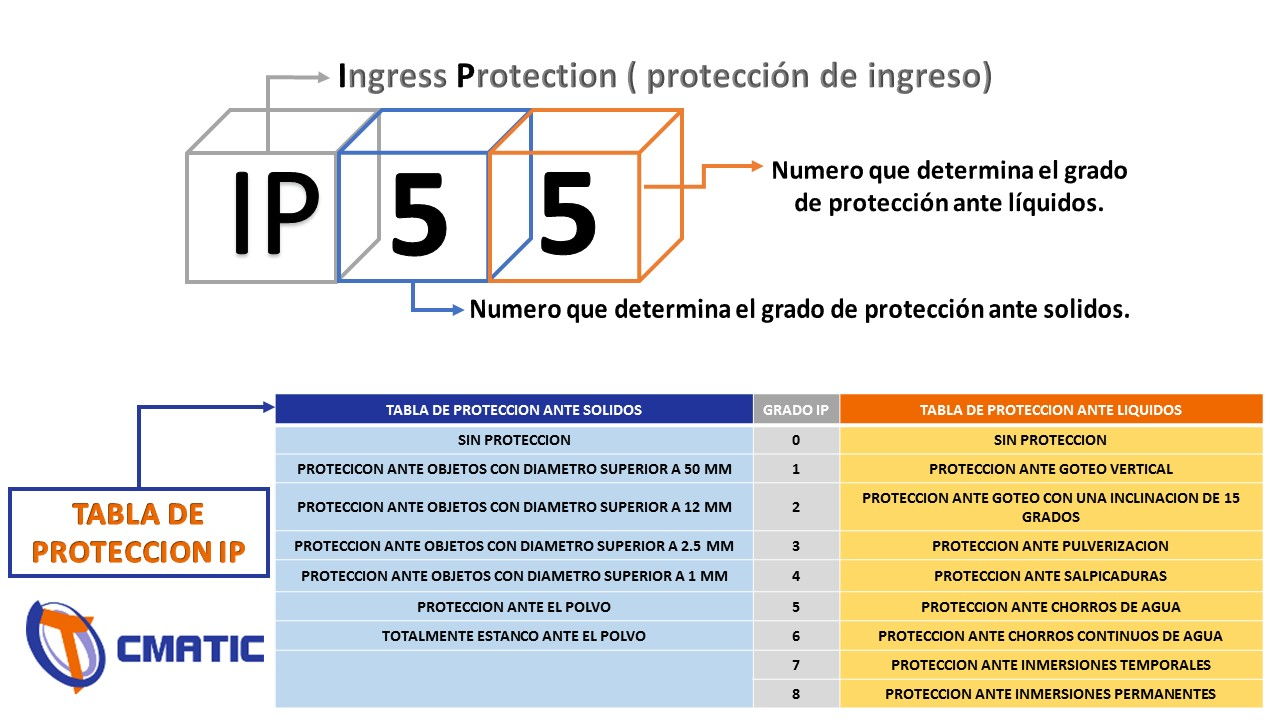 Ingress Protection ( protección de ingreso)
IP 5 5
Numero que determina el grado
de protección ante líquidos.
Numero que determina el grado de protección ante solidos.
TABLA DE PROTECCION ANTE SOLIDOS GRADO IP TABLA DE PROTECCION ANTE LIQUIDOS
SIN PROTECCION 0 SIN PROTECCION
PROTECICON ANTE OBJETOS CON DIAMETRO SUPERIOR A 50 MM 1 PROTECCION ANTE GOTEO VERTICAL
PROTECCION ANTE OBJETOS CON DIAMETRO SUPERIOR A 12 MM 2 PROTECCION ANTE GOTEO CON UNA INCLINACION DE 15
GRADOS
PROTECCION ANTE OBJETOS CON DIAMETRO SUPERIOR A 2.5 MM 3 PROTECCION ANTE PULVERIZACION
PROTECCION ANTE OBJETOS CON DIAMETRO SUPERIOR A 1 MM 4 PROTECCION ANTE SALPICADURAS
PROTECCION ANTE EL POLVO 5 PROTECCION ANTE CHORROS DE AGUA
TOTALMENTE ESTANCO ANTE EL POLVO 6 PROTECCION ANTE CHORROS CONTINUOS DE AGUA
7 PROTECCION ANTE INMERSIONES TEMPORALES
8 PROTECCION ANTE INMERSIONES PERMANENTES
TABLA DE
PROTECCION IP
CMATIC